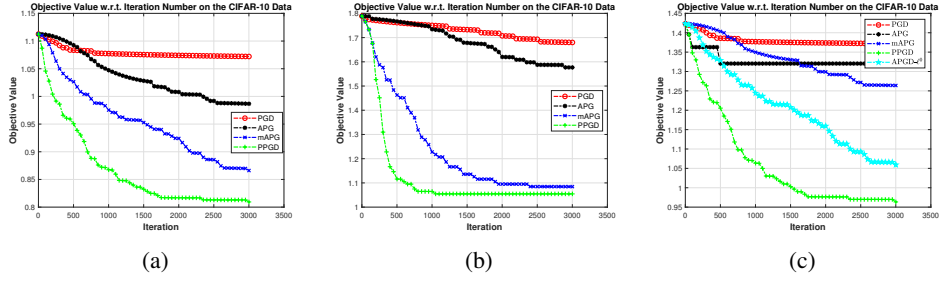 Objective Value w.r.t. Iteration Number on the CIFAR-10 Data
1.15
1.1
1.05
1
0.95
0.9
0.85
0.8
Objective Value
PGD
APG
mAPG
PPGD
0 500 1000 1500 2000 2500 3000 3500
Iteration
(a)
Objective Value w.r.t. Iteration Number on the CIFAR-10 Data
1.8
1.7
1.6
1.5
1.4
1.3
1.2
1.1
1
Objective Value
PGD
APG
mAPG
PPGD
0 500 1000 1500 2000 2500 3000 3500
Iteration
(b)
Objective Value w.r.t. Iteration Number on the CIFAR-10 Data
1.45
1.4
1.35
1.3
1.25
1.2
1.15
1.1
1.05
1
0.95
Objective Value
PGD
APG
mAPG
PPGD
APGD-ℓ⁰
0 500 1000 1500 2000 2500 3000 3500
Iteration
(c)